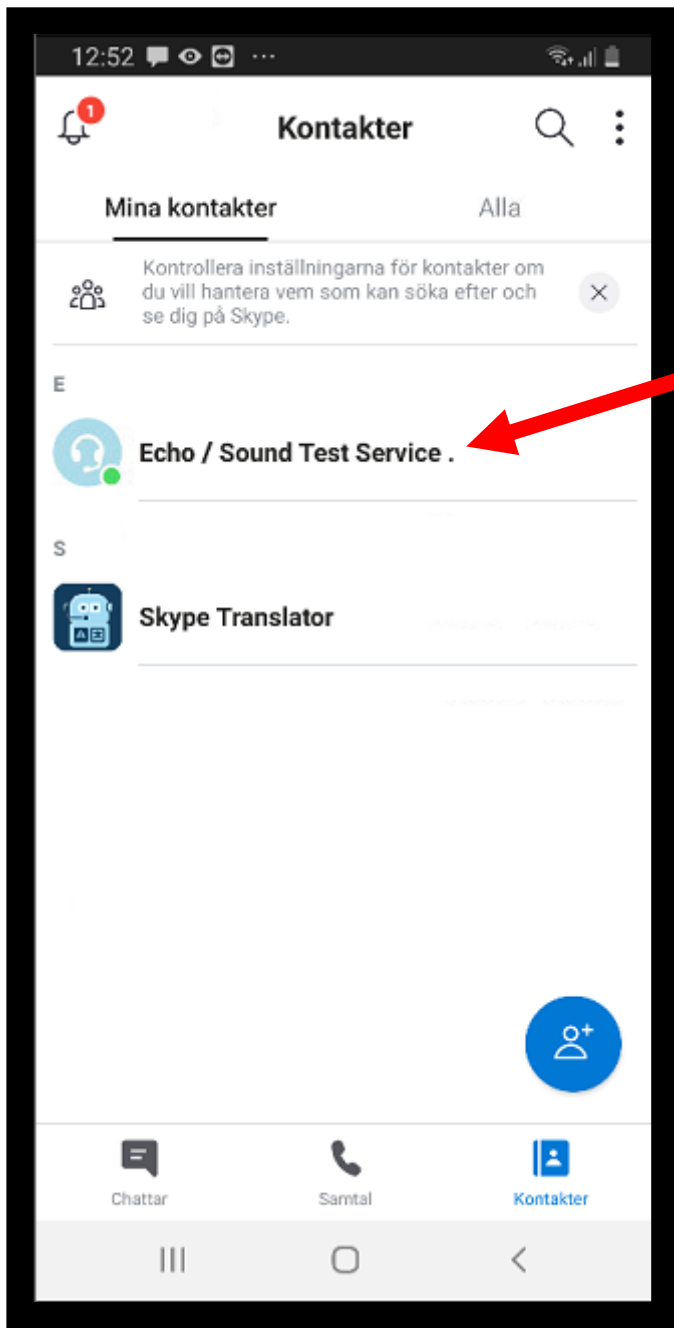 12:52
1
Kontakter
Mina kontakter Alla
Kontrollera inställningarna för kontakter om
du vill hantera vem som kan söka efter och
se dig på Skype.
E
Echo / Sound Test Service .
S
Skype Translator
Chattar Samtal Kontakter